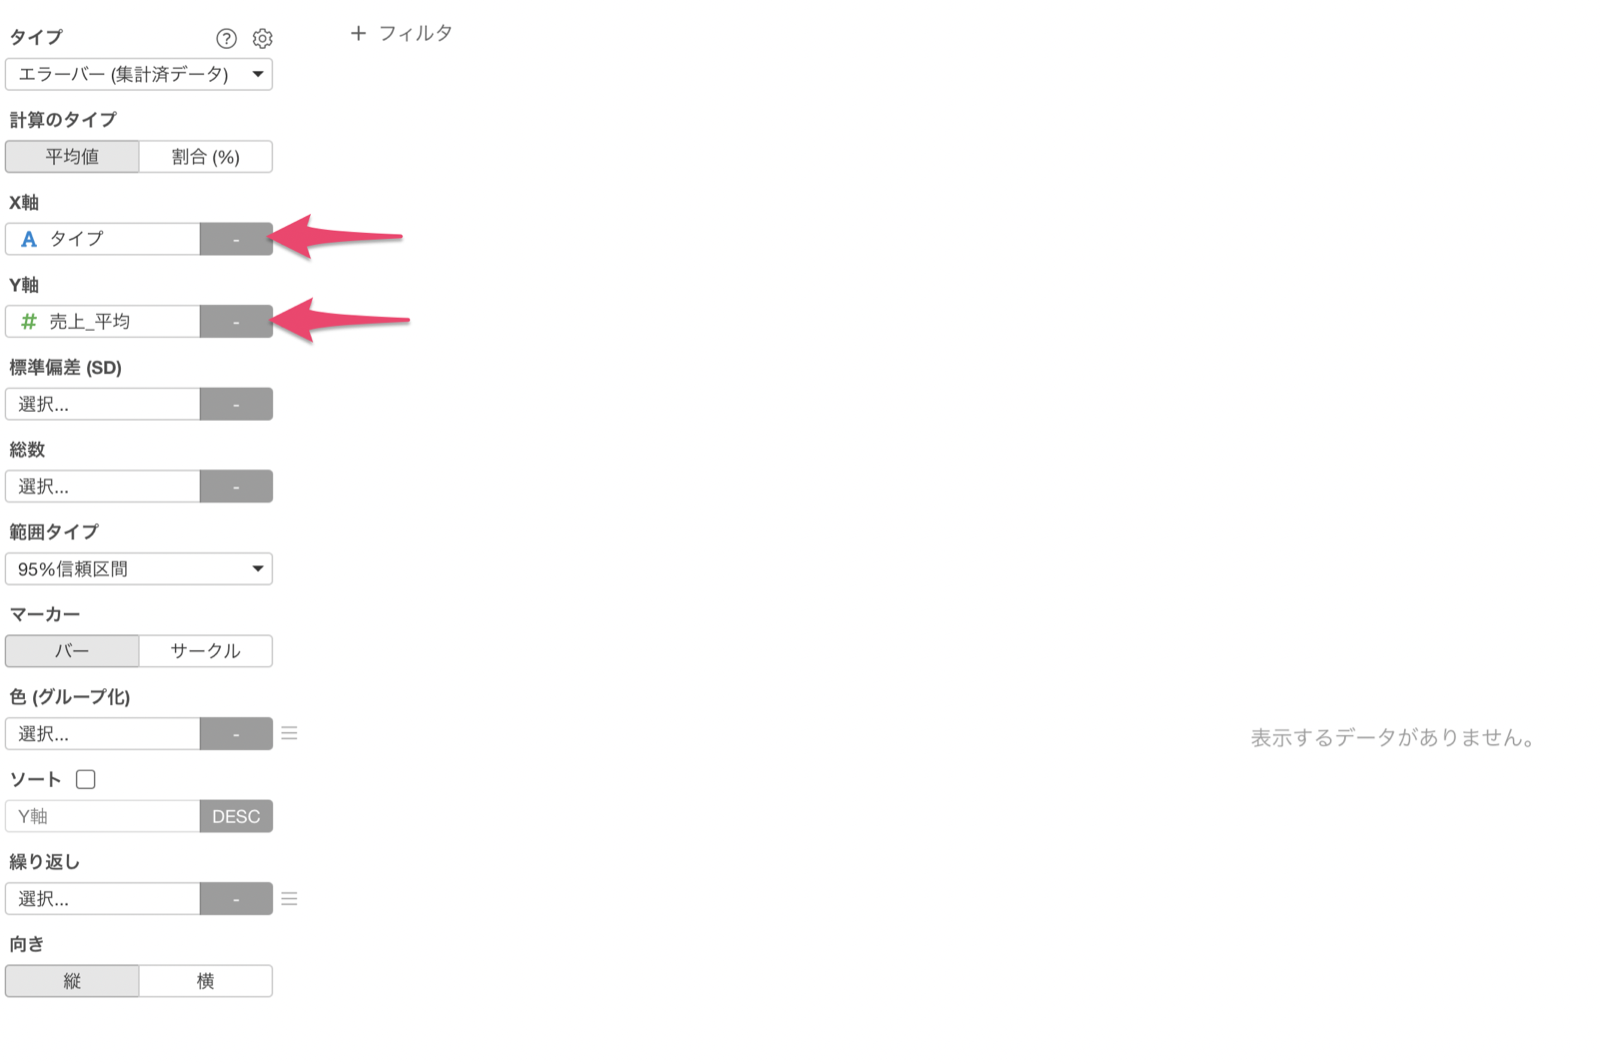 タイプ
+ フィルタ
エラーバー (集計済データ)
計算のタイプ
平均値 割合 (%)
X軸
A タイプ -
Y軸
# 売上_平均 -
標準偏差 (SD)
選択... -
総数
選択... -
範囲タイプ
95%信頼区間
マーカー
バー サークル
色 (グループ化)
選択... -
表示するデータがありません。
ソート
Y軸 DESC
繰り返し
選択... -
向き
縦 横